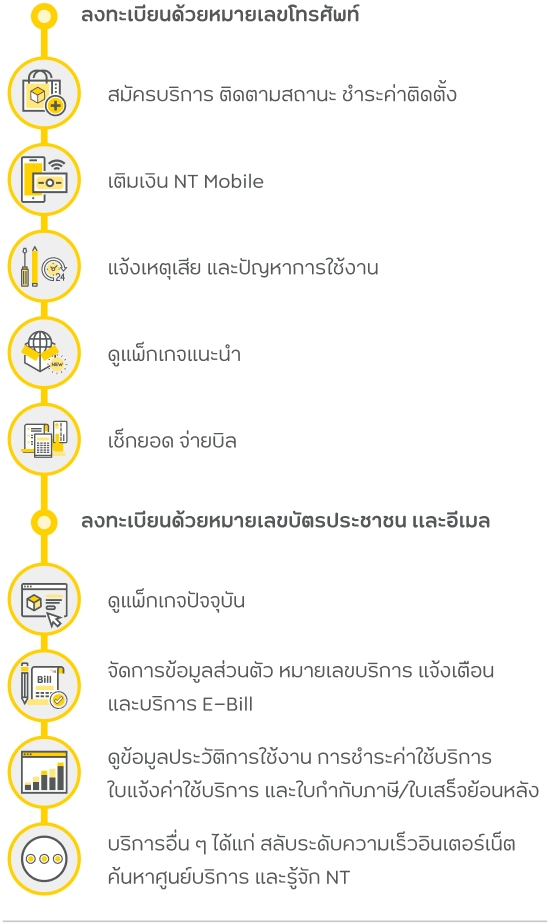 ลงทะเบียนด้วยหมายเลขโทรศัพท์
สมัครบริการ ติดตามสถานะ ชำระค่าติดตั้ง
เติมเงิน NT Mobile
24
แจ้งเหตุเสีย และปัญหาการใช้งาน
NEW
ดูแพ็กเกจแนะนำ
เช็กยอด จ่ายบิล
ลงทะเบียนด้วยหมายเลขบัตรประชาชน และอีเมล
ดูแพ็กเกจปัจจุบัน
Bill
จัดการข้อมูลส่วนตัว หมายเลขบริการ แจ้งเตือน
และบริการ E-Bill
ดูข้อมูลประวัติการใช้งาน การชำระค่าใช้บริการ
ใบแจ้งค่าใช้บริการ และใบกำกับภาษี/ใบเสร็จย้อนหลัง
บริการอื่น ๆ ได้แก่ สลับระดับความเร็วอินเตอร์เน็ต
ค้นหาศูนย์บริการ และรู้จัก NT